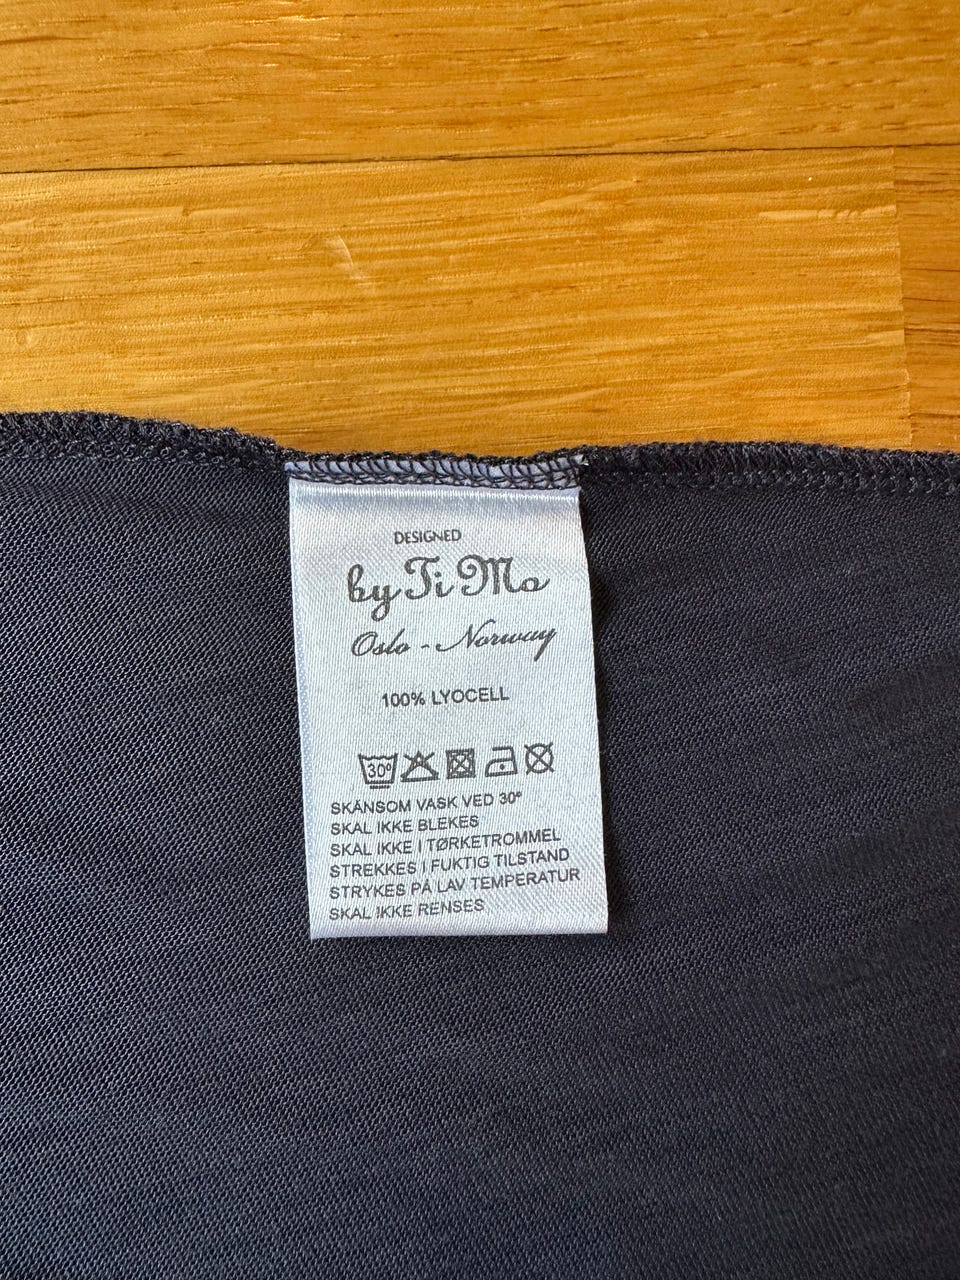 DESIGNED
by Ti Mo
Oslo - Norway
100% LYOCELL
30°
SKÅNSOM VASK VED 30°
SKAL IKKE BLEKES
SKAL IKKE I TØRKETROMMEL
STREKKES I FUKTIG TILSTAND
STRYKES PÅ LAV TEMPERATUR
SKAL IKKE RENSES